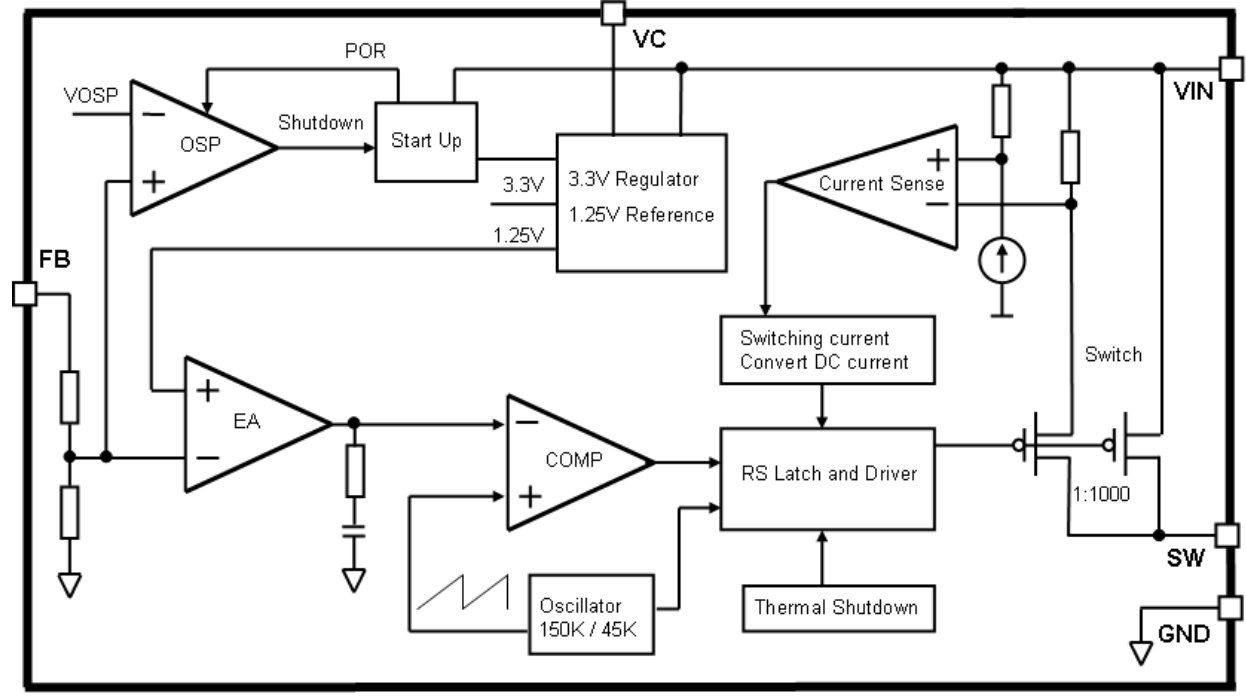 VC
POR
VIN
VOSP
OSP
Shutdown
Start Up
3.3V
3.3V Regulator
1.25V Reference
1.25V
Current Sense
FB
Switching current
Convert DC current
Switch
EA
COMP
RS Latch and Driver
1:1000
SW
Oscillator
150K / 45K
Thermal Shutdown
GND